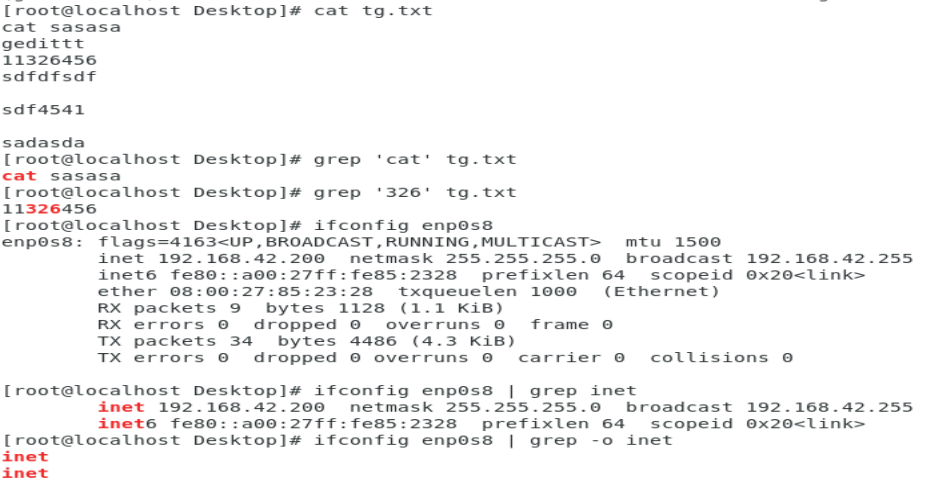 [root@localhost Desktop]# cat tg.txt
cat sasasa
gedittt
11326456
sdfdfsdf
sdf4541
sadasda
[root@localhost Desktop]# grep 'cat' tg.txt
cat sasasa
[root@localhost Desktop]# grep '326' tg.txt
11326456
[root@localhost Desktop]# ifconfig enp0s8
enp0s8: flags=4163<UP,BROADCAST,RUNNING,MULTICAST>  mtu 1500
        inet 192.168.42.200  netmask 255.255.255.0  broadcast 192.168.42.255
        inet6 fe80::a00:27ff:fe85:2328  prefixlen 64  scopeid 0x20<link>
        ether 08:00:27:85:23:28  txqueuelen 1000  (Ethernet)
        RX packets 9  bytes 1128 (1.1 KiB)
        RX errors 0  dropped 0  overruns 0  frame 0
        TX packets 34  bytes 4486 (4.3 KiB)
        TX errors 0  dropped 0 overruns 0  carrier 0  collisions 0
[root@localhost Desktop]# ifconfig enp0s8 | grep inet
        inet 192.168.42.200  netmask 255.255.255.0  broadcast 192.168.42.255
        inet6 fe80::a00:27ff:fe85:2328  prefixlen 64  scopeid 0x20<link>
[root@localhost Desktop]# ifconfig enp0s8 | grep -o inet
inet
inet